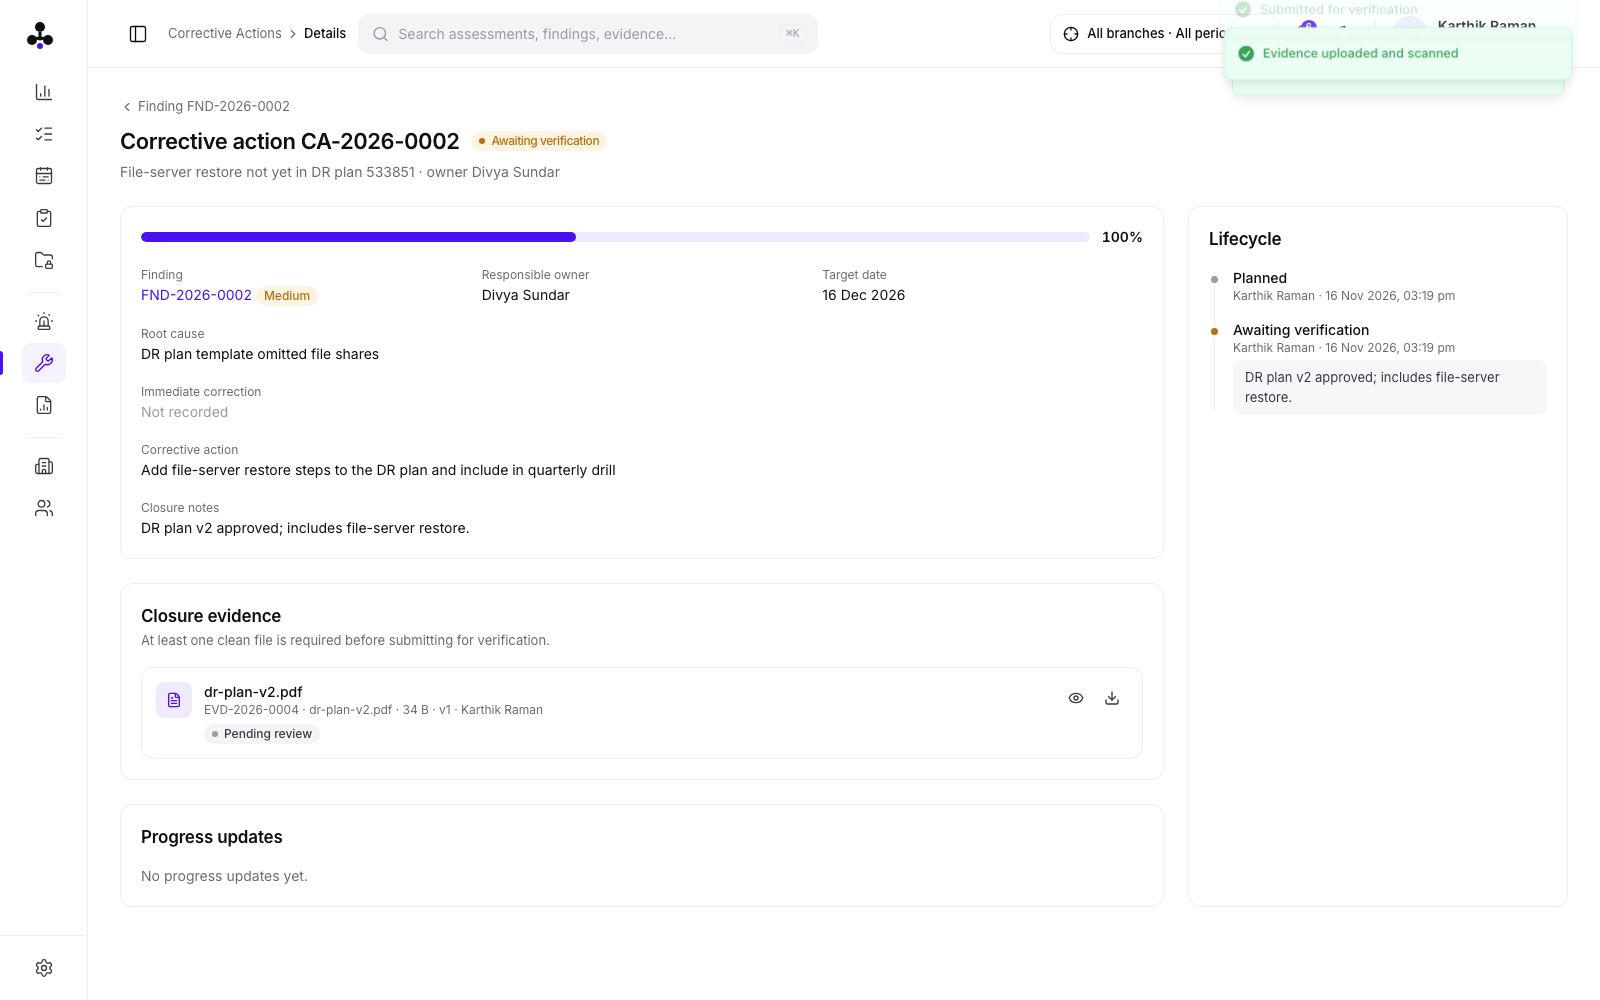 Corrective Actions > Details
Search assessments, findings, evidence...
⌘K
All branches · All perio
6
Karthik Raman
Submitted for verification
Evidence uploaded and scanned
Finding FND-2026-0002
Corrective action CA-2026-0002
Awaiting verification
File-server restore not yet in DR plan 533851 · owner Divya Sundar
100%
Finding
FND-2026-0002 Medium
Responsible owner
Divya Sundar
Target date
16 Dec 2026
Root cause
DR plan template omitted file shares
Immediate correction
Not recorded
Corrective action
Add file-server restore steps to the DR plan and include in quarterly drill
Closure notes
DR plan v2 approved; includes file-server restore.
Lifecycle
Planned
Karthik Raman · 16 Nov 2026, 03:19 pm
Awaiting verification
Karthik Raman · 16 Nov 2026, 03:19 pm
DR plan v2 approved; includes file-server
restore.
Closure evidence
At least one clean file is required before submitting for verification.
dr-plan-v2.pdf
EVD-2026-0004 · dr-plan-v2.pdf · 34 B · v1 · Karthik Raman
Pending review
Progress updates
No progress updates yet.